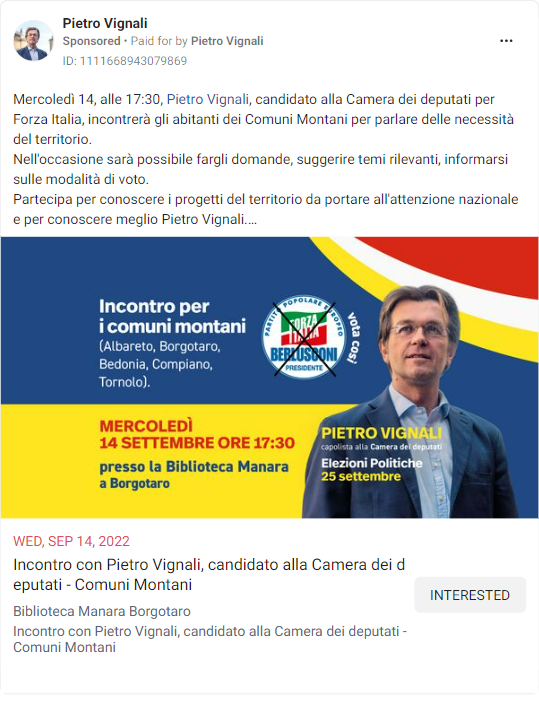 Pietro Vignali
Sponsored • Paid for by Pietro Vignali
ID: 1111668943079869
Mercoledì 14, alle 17:30, Pietro Vignali, candidato alla Camera dei deputati per
Forza Italia, incontrerà gli abitanti dei Comuni Montani per parlare delle necessità
del territorio.
Nell'occasione sarà possibile fargli domande, suggerire temi rilevanti, informarsi
sulle modalità di voto.
Partecipa per conoscere i progetti del territorio da portare all'attenzione nazionale
e per conoscere meglio Pietro Vignali....
Incontro per
i comuni montani
(Albareto, Borgotaro,
Bedonia, Compiano,
Tornolo).
PARTITO POPOLARE EUROPEO
FORZA
ITALIA
BERLUSCONI
PRESIDENTE
vota così
MERCOLEDÌ
14 SETTEMBRE ORE 17:30
presso la Biblioteca Manara
a Borgotaro
PIETRO VIGNALI
capolista alla Camera dei deputati
Elezioni Politiche
25 settembre
WED, SEP 14, 2022
Incontro con Pietro Vignali, candidato alla Camera dei d
eputati - Comuni Montani
INTERESTED
Biblioteca Manara Borgotaro
Incontro con Pietro Vignali, candidato alla Camera dei deputati -
Comuni Montani